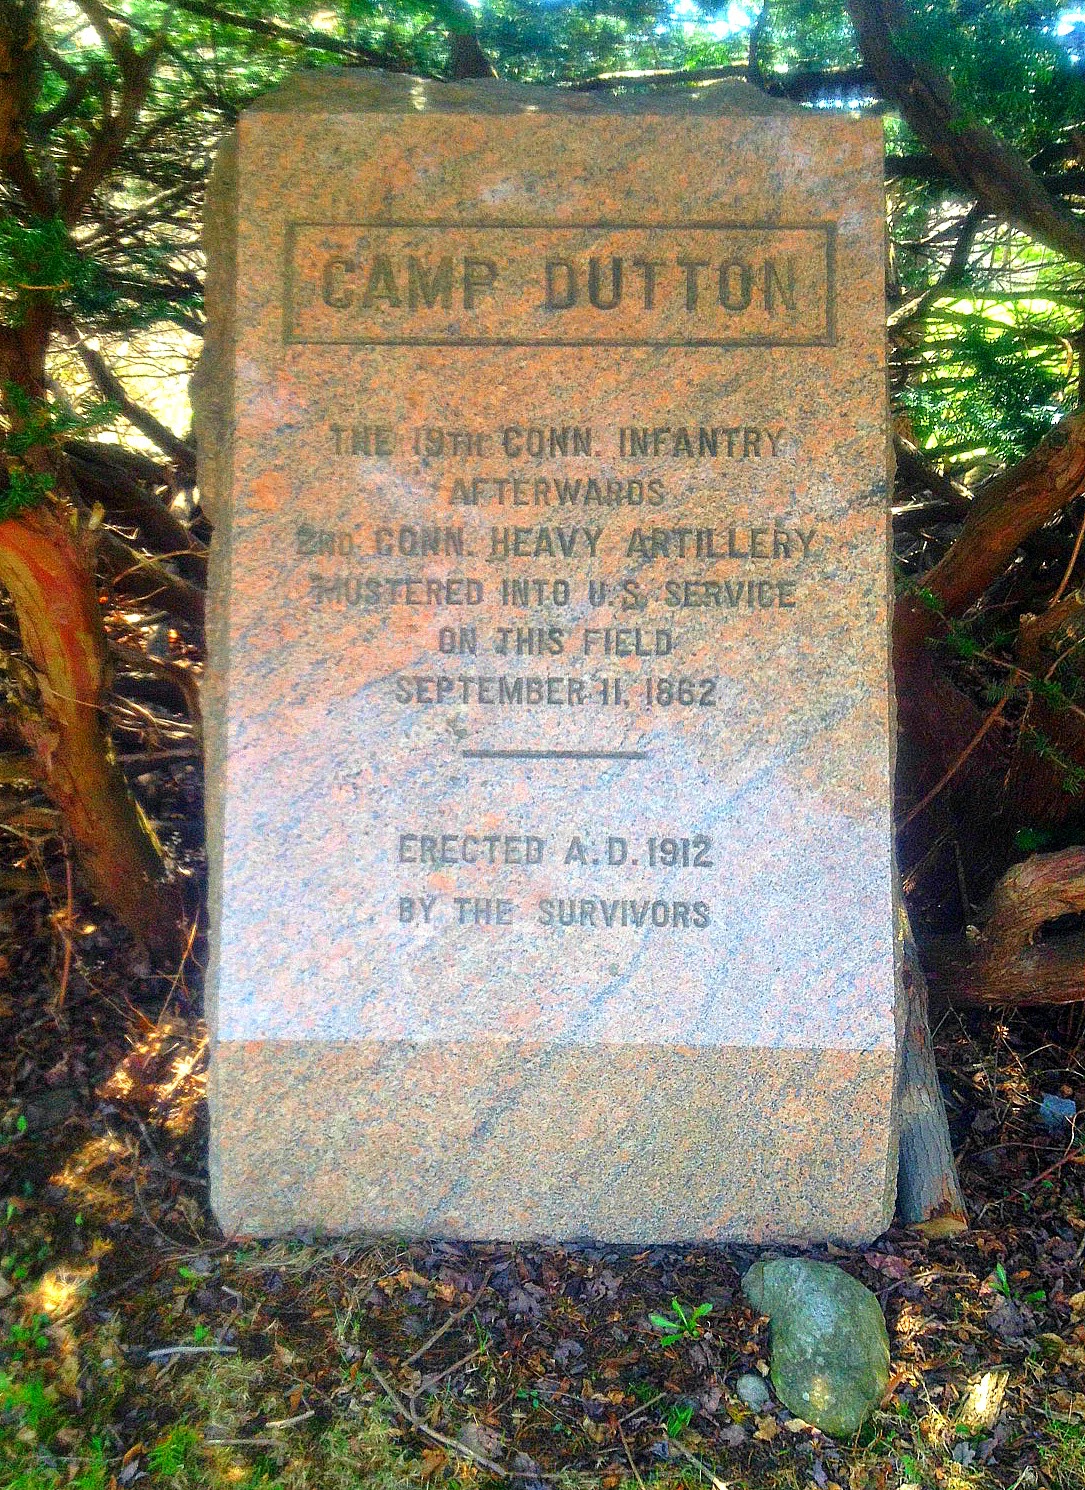 CAMP DUTTON
THE 19TH CONN. INFANTRY
AFTERWARDS
2ND CONN. HEAVY ARTILLERY
MUSTERED INTO U.S. SERVICE
ON THIS FIELD
SEPTEMBER 11, 1862
ERECTED A.D. 1912
BY THE SURVIVORS